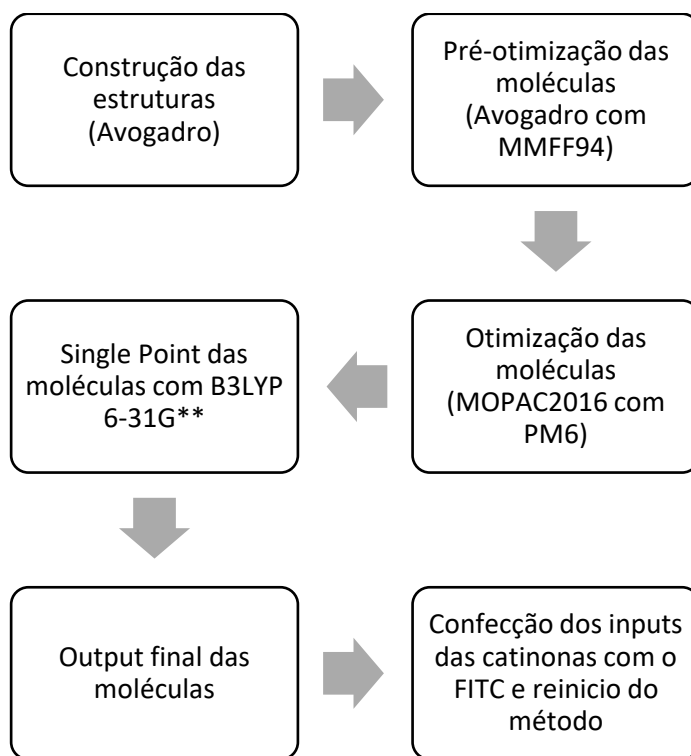 Construção das
estruturas
(Avogadro)
Pré-otimização das
moléculas
(Avogadro com
MMFF94)
Otimização das
moléculas
(MOPAC2016 com
PM6)
Single Point das
moléculas com B3LYP
6-31G**
Output final das
moléculas
Confecção dos inputs
das catinonas com o
FITC e reinicio do
método